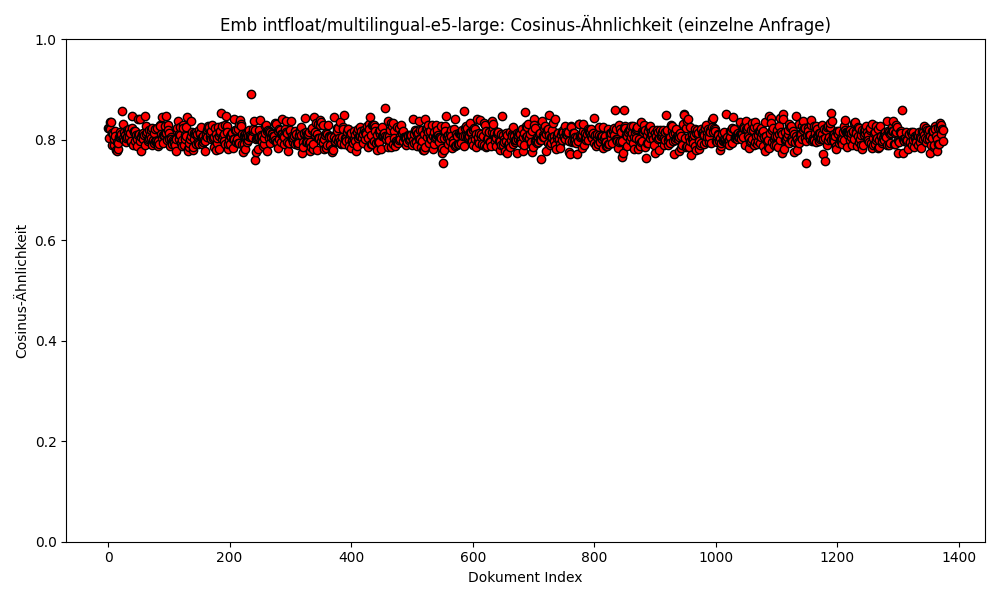 Emb intfloat/multilingual-e5-large: Cosinus-Ähnlichkeit (einzelne Anfrage)
1.0
0.8
0.6
0.4
0.2
0.0
Cosinus-Ähnlichkeit
0 200 400 600 800 1000 1200 1400
Dokument Index